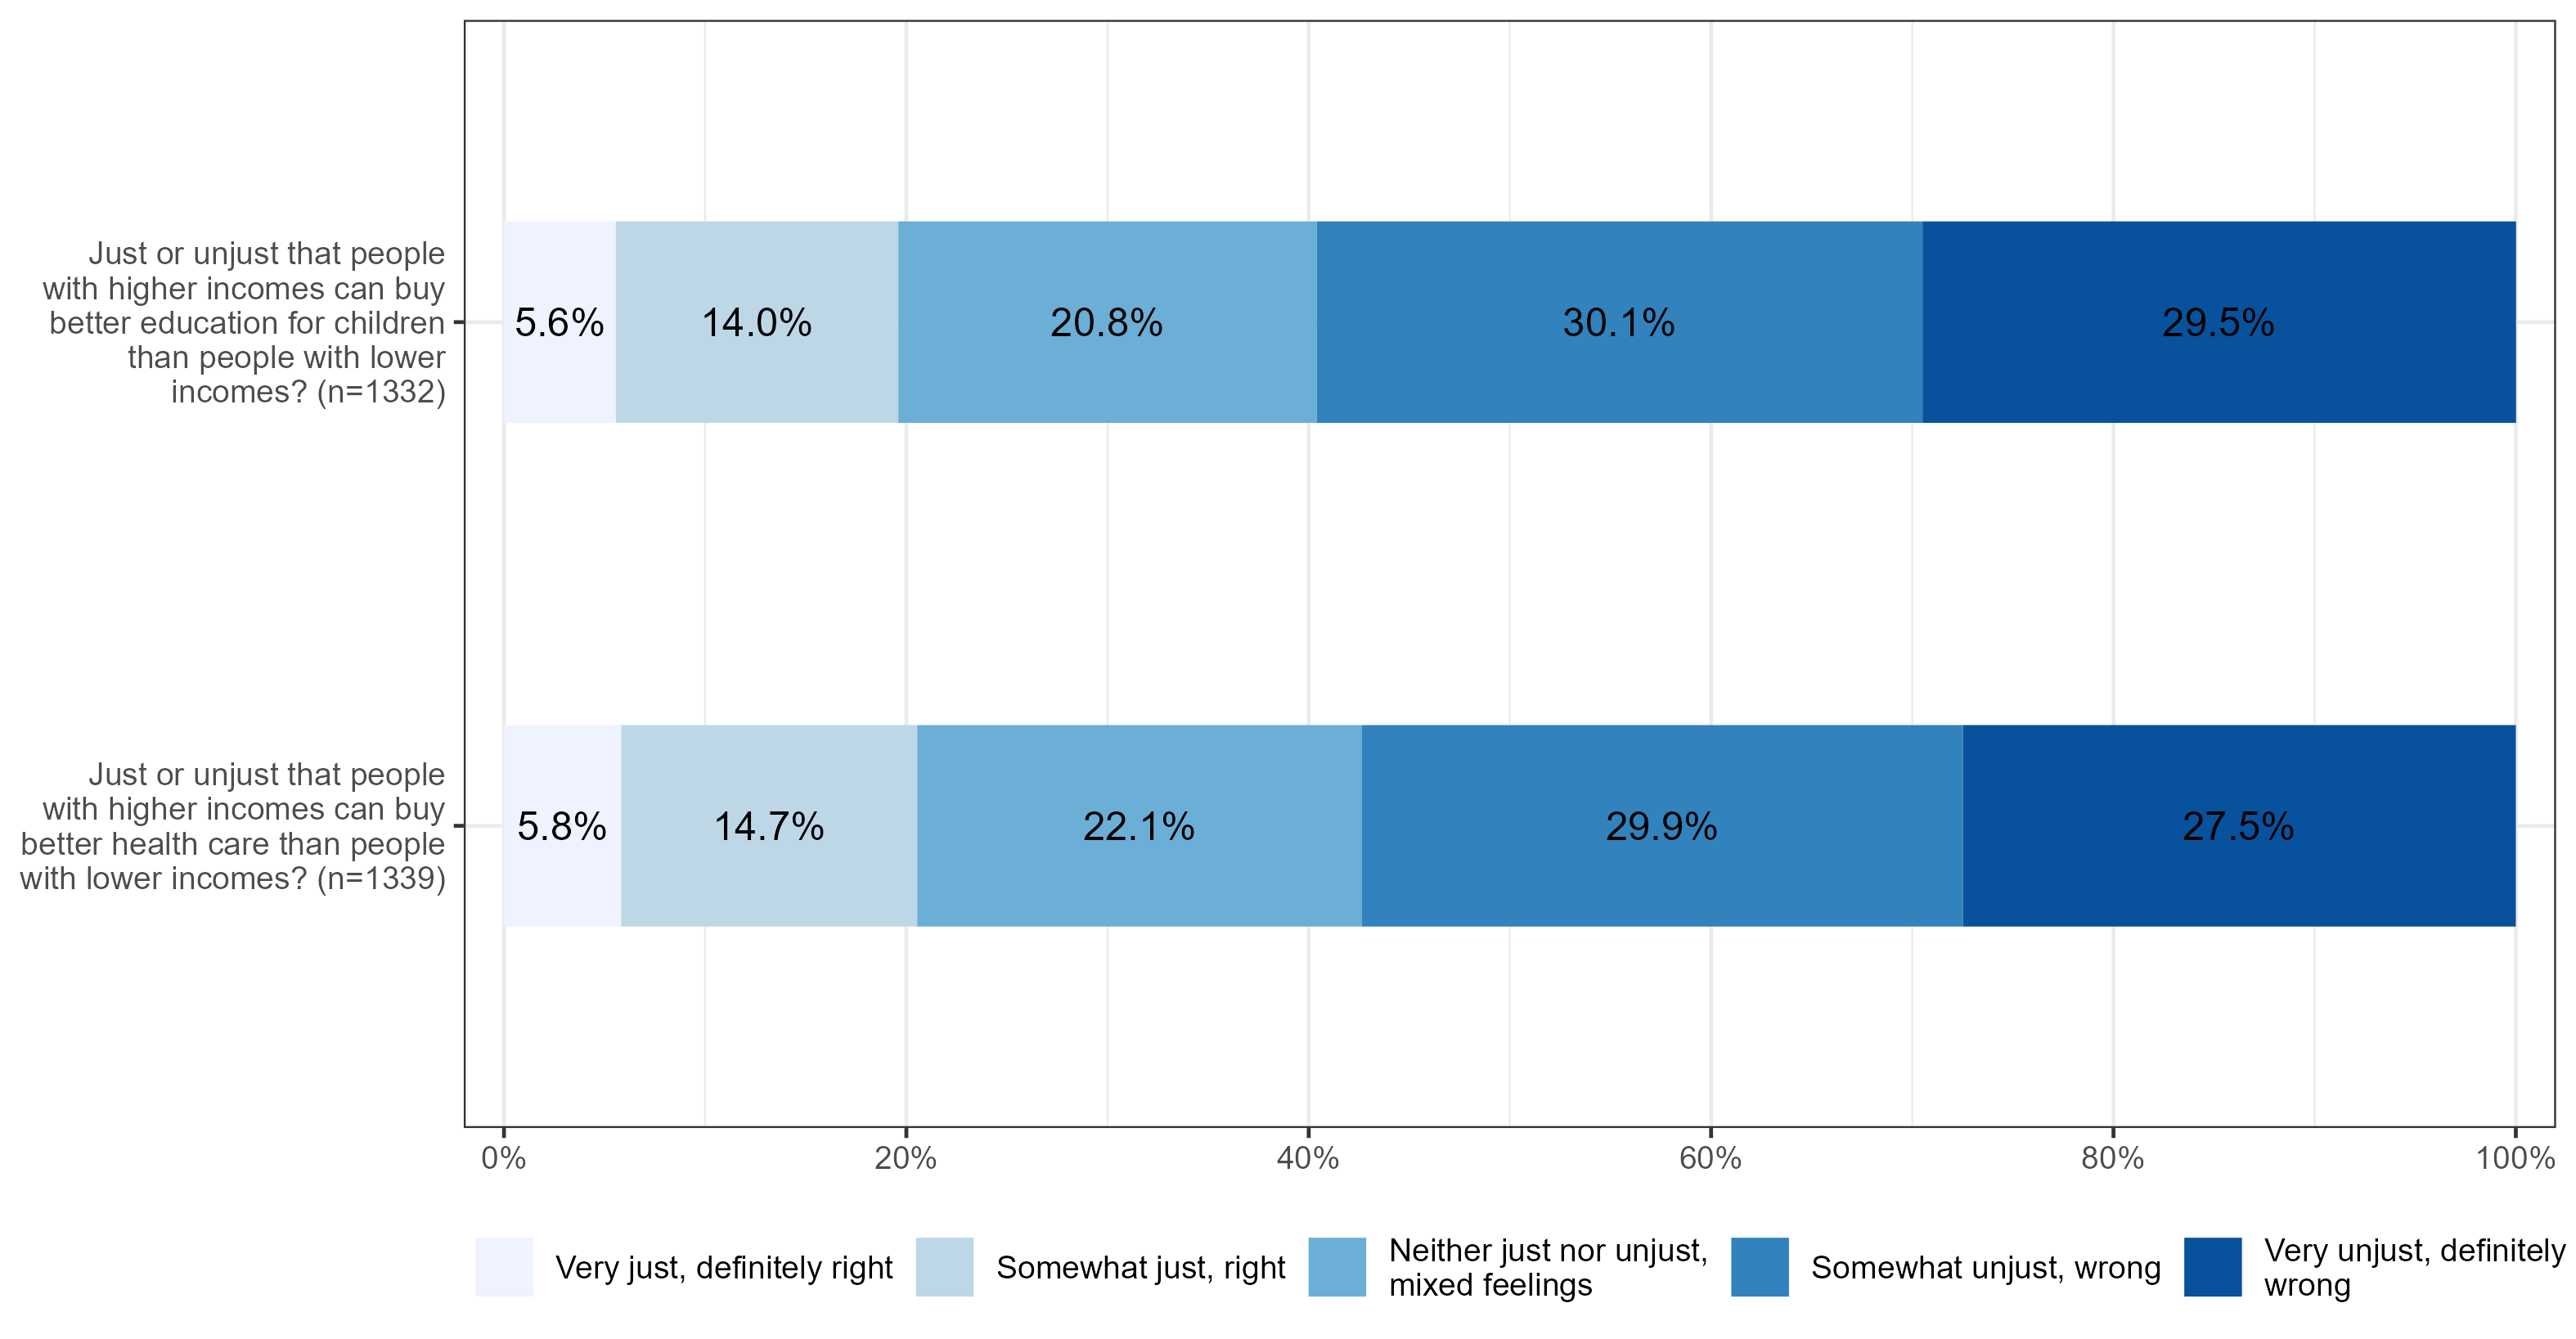 Just or unjust that people
with higher incomes can buy
better education for children
than people with lower
incomes? (n=1332)
5.6%
14.0%
20.8%
30.1%
29.5%
Just or unjust that people
with higher incomes can buy
better health care than people
with lower incomes? (n=1339)
5.8%
14.7%
22.1%
29.9%
27.5%
0%
20%
40%
60%
80%
100%
Very just, definitely right
Somewhat just, right
Neither just nor unjust,
mixed feelings
Somewhat unjust, wrong
Very unjust, definitely
wrong